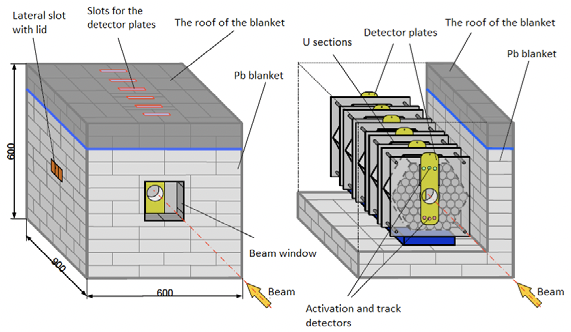 Lateral slot
with lid
Slots for the
detector plates
The roof of the blanket
Pb blanket
600
900
600
Beam window
Beam
Detector plates
U sections
The roof of the blanket
Pb blanket
Activation and track
detectors
Beam